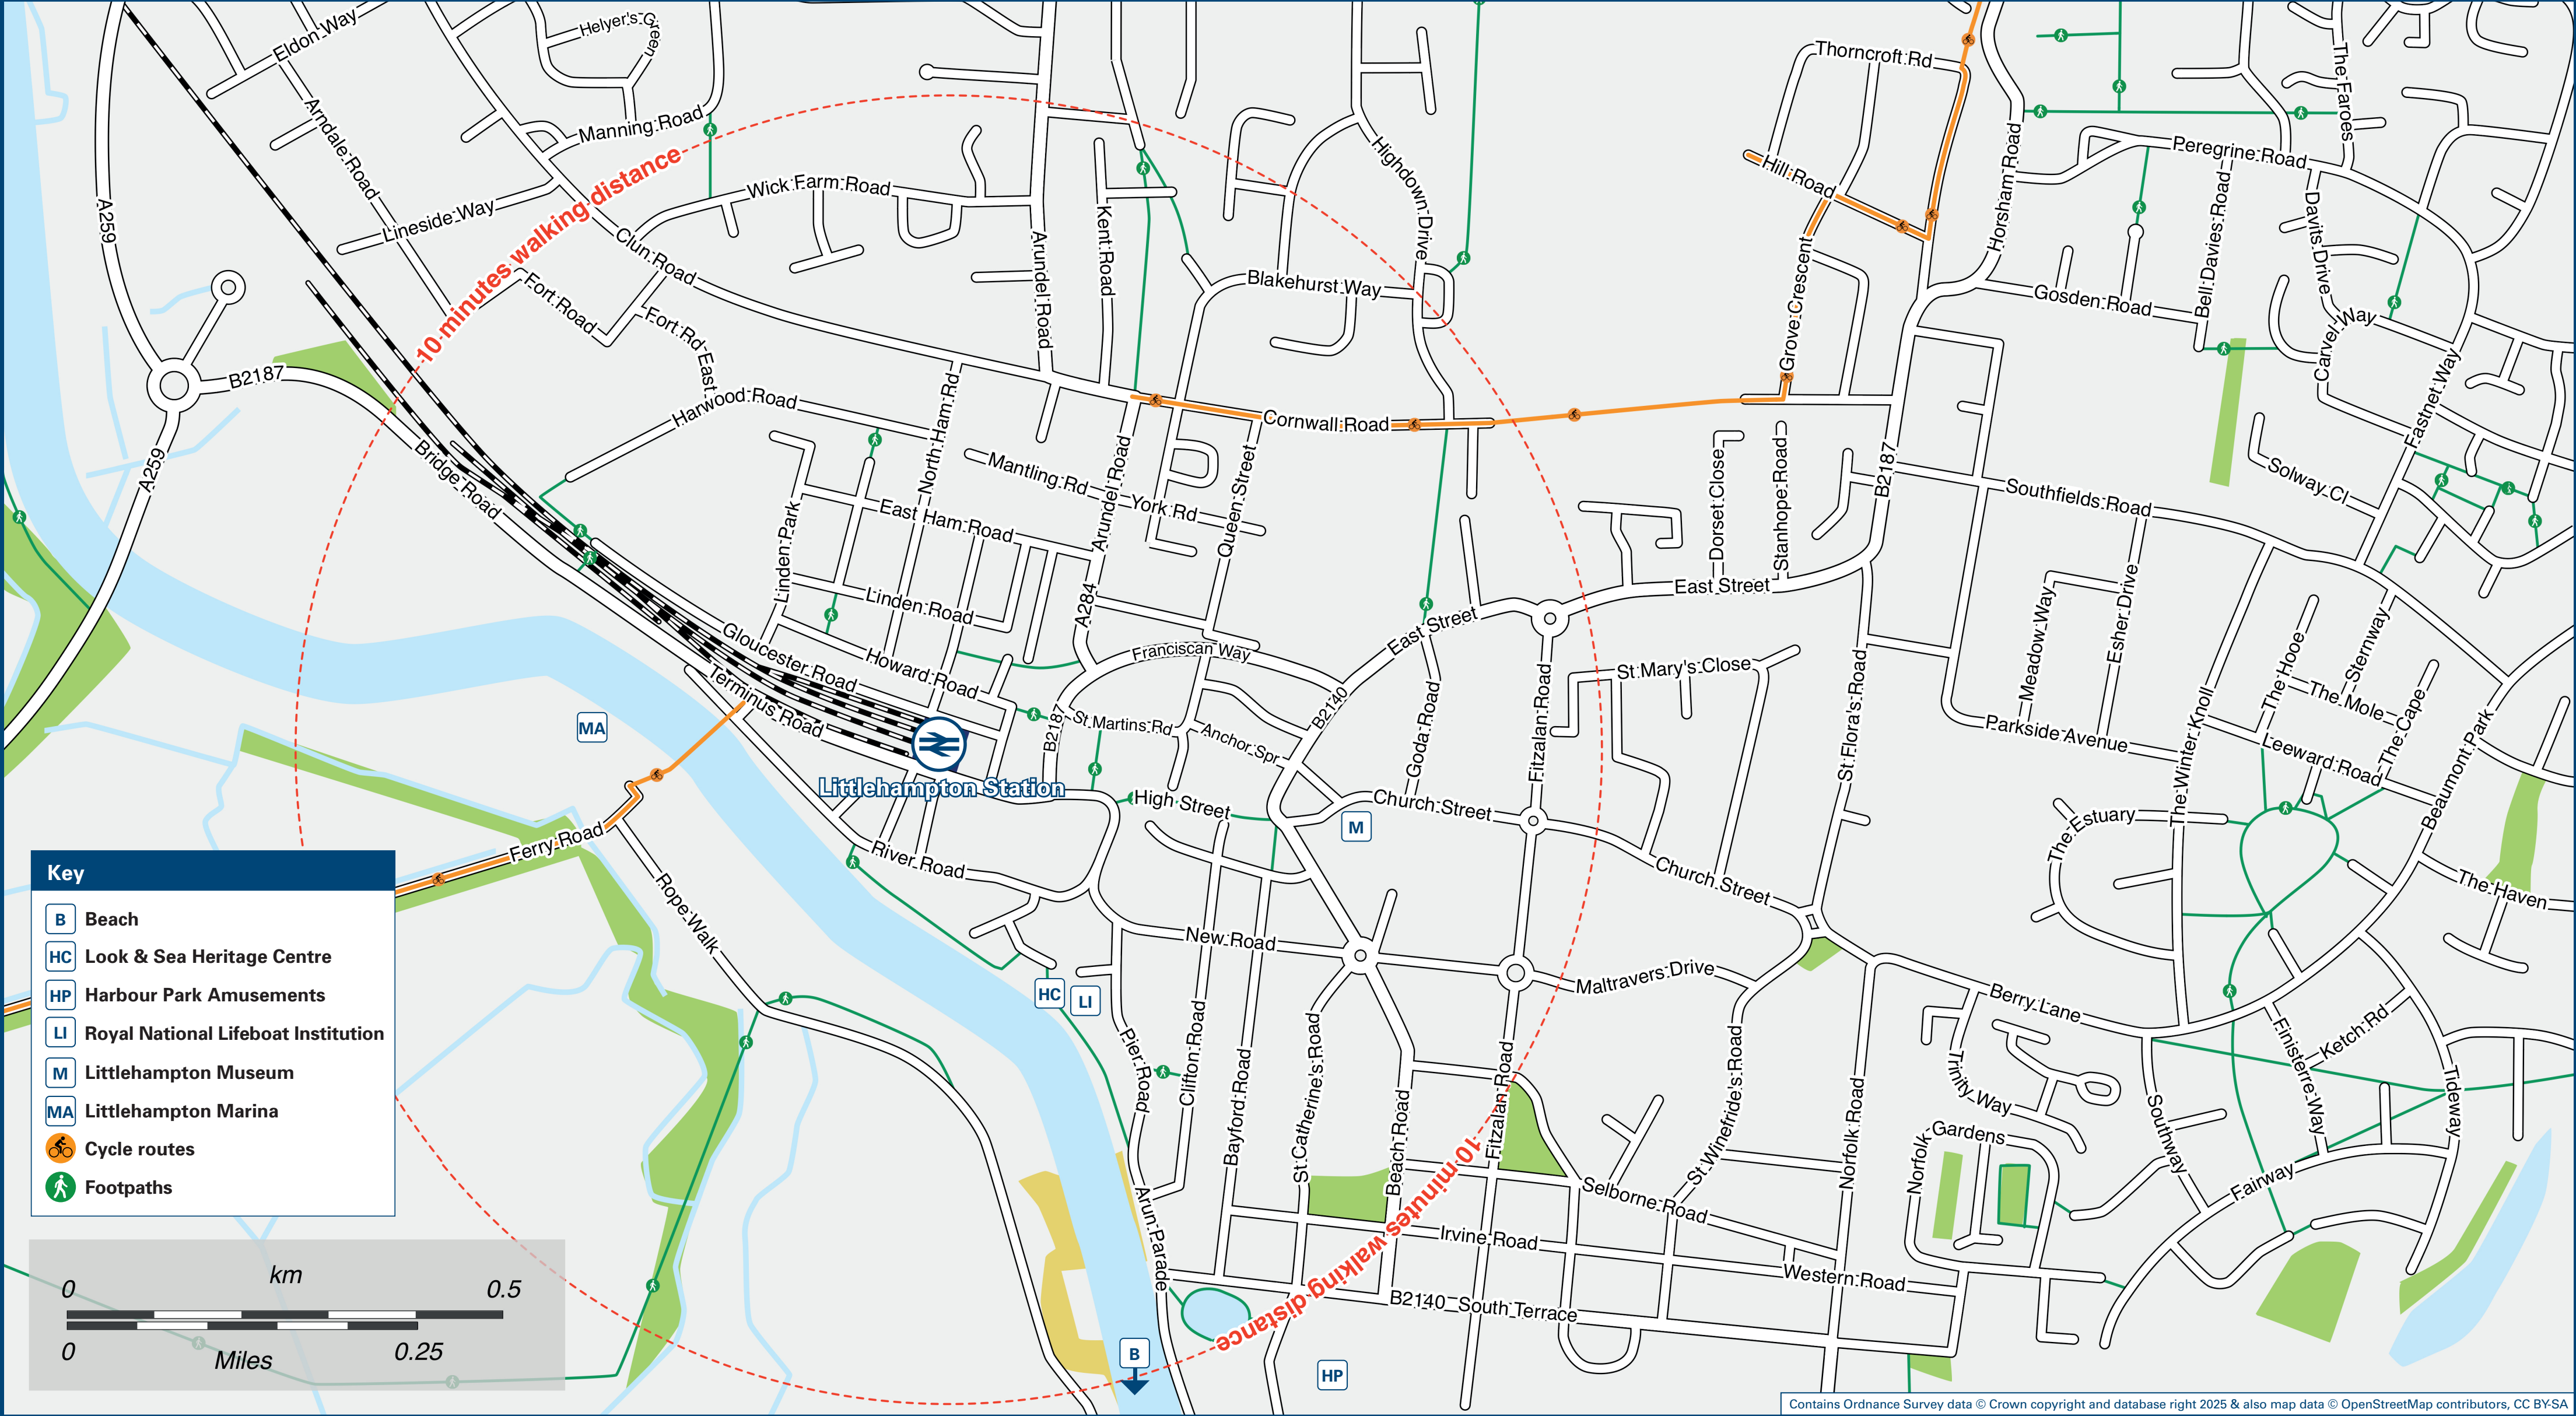 Eldon Way
Helyer's Green
Thorncroft Rd
The Faroes
Arndale Road
Manning Road
Highdown Drive
Horsham Road
Peregrine Road
10 minutes walking distance
Wick Farm Road
Hill Road
A259
Lineside Way
Kent Road
Bell Davies Road
Davits Drive
Clun Road
Arundel Road
Grove Crescent
Fort Road
Blakehurst Way
Gosden Road
Fort Rd East
Carvel Way
B2187
Harwood Road
North Ham Rd
Cornwall Road
Fastnet Way
Bridge Road
A259
Mantling Rd
York Rd
Arundel Road
Queen Street
Dorset Close
Stanhope Road
B2187
Southfields Road
Solway Cl
East Ham Road
Linden Park
Linden Road
A284
East Street
East Street
Meadow Way
Esher Drive
Gloucester Road
Howard Road
Franciscan Way
St Mary's Close
The Hooe
Sternway
Terminus Road
B2187
St Martins Rd
Anchor Spr
B2140
Goda Road
Fitzalan Road
St Flora's Road
Parkside Avenue
The Winter Knoll
The Mole
The Cape
Leeward Road
Beaumont Park
MA
Littlehampton Station
High Street
M
Church Street
The Estuary
Ferry Road
River Road
Church Street
The Haven
Rope Walk
New Road
Maltravers Drive
HC
LI
Berry Lane
Pier Road
Clifton Road
Bayford Road
St Catherine's Road
Beach Road
Fitzalan Road
St Winefride's Road
Norfolk Road
Trinity Way
Norfolk Gardens
Southway
Finisterre Way
Ketch Rd
Tideway
Fairway
Arun Parade
10 minutes walking distance
Selborne Road
Irvine Road
Western Road
B2140 South Terrace
B
HP
Key
B Beach
HC Look & Sea Heritage Centre
HP Harbour Park Amusements
LI Royal National Lifeboat Institution
M Littlehampton Museum
MA Littlehampton Marina
Cycle routes
Footpaths
0 km 0.5
0 Miles 0.25
Contains Ordnance Survey data © Crown copyright and database right 2025 & also map data © OpenStreetMap contributors, CC BY-SA